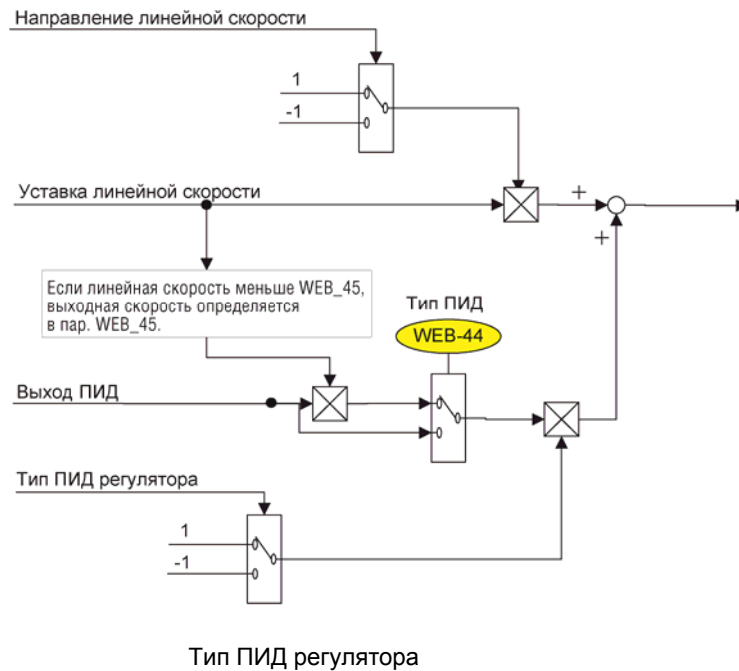 Направление линейной скорости
1
-1
Уставка линейной скорости
+
+
Если линейная скорость меньше WEB_45,
выходная скорость определяется
в пар. WEB_45.
Тип ПИД
WEB-44
Выход ПИД
Тип ПИД регулятора
1
-1
Тип ПИД регулятора